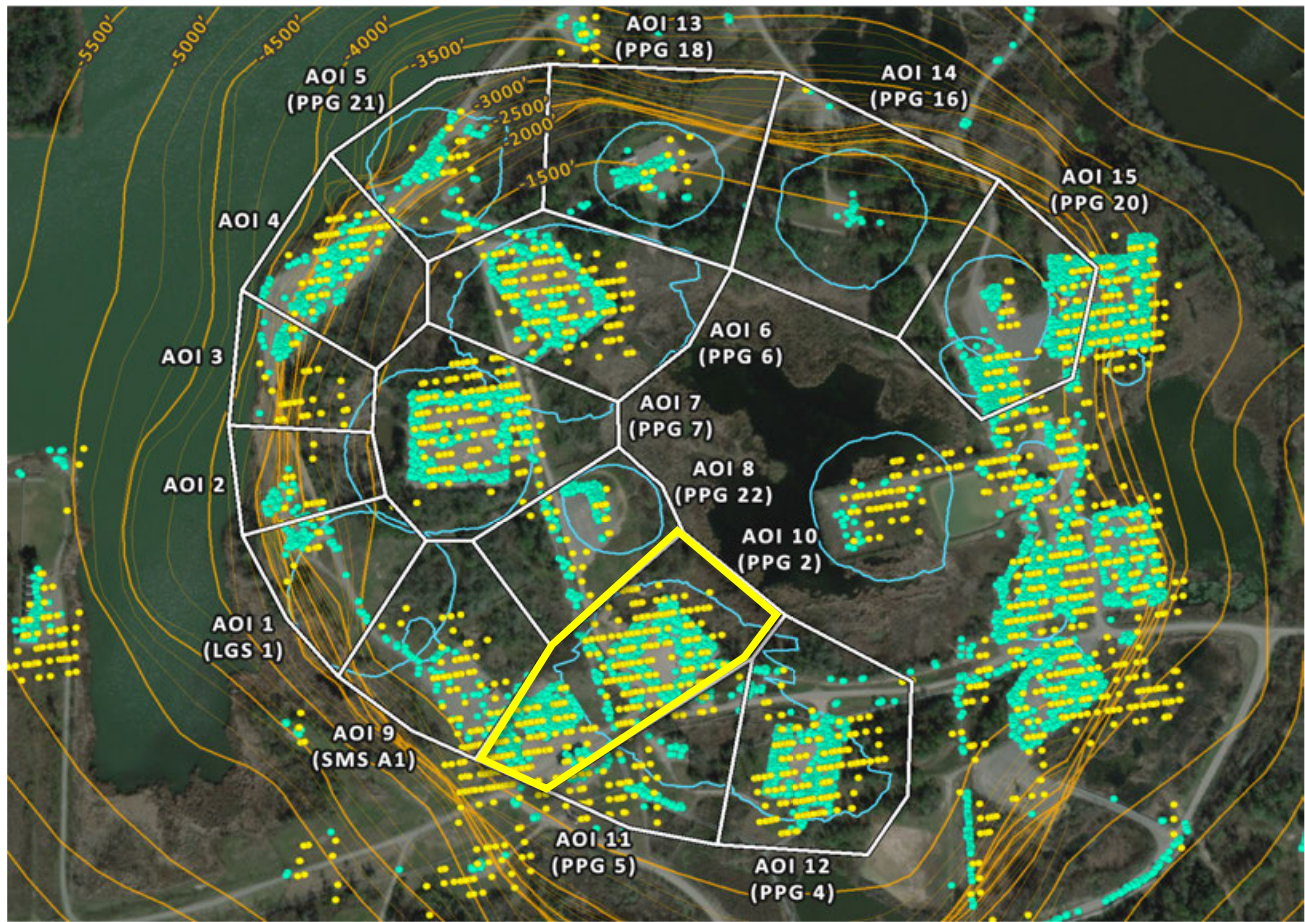 -5500'
-5000'
-4500'
-4000'
-3500'
-3000'
-2500'
-2000'
-1500'
AOI 13
(PPG 18)
AOI 5
(PPG 21)
AOI 14
(PPG 16)
AOI 15
(PPG 20)
AOI 4
AOI 3
AOI 6
(PPG 6)
AOI 7
(PPG 7)
AOI 2
AOI 8
(PPG 22)
AOI 10
(PPG 2)
AOI 1
(LGS 1)
AOI 9
(SMS A1)
AOI 11
(PPG 5)
AOI 12
(PPG 4)